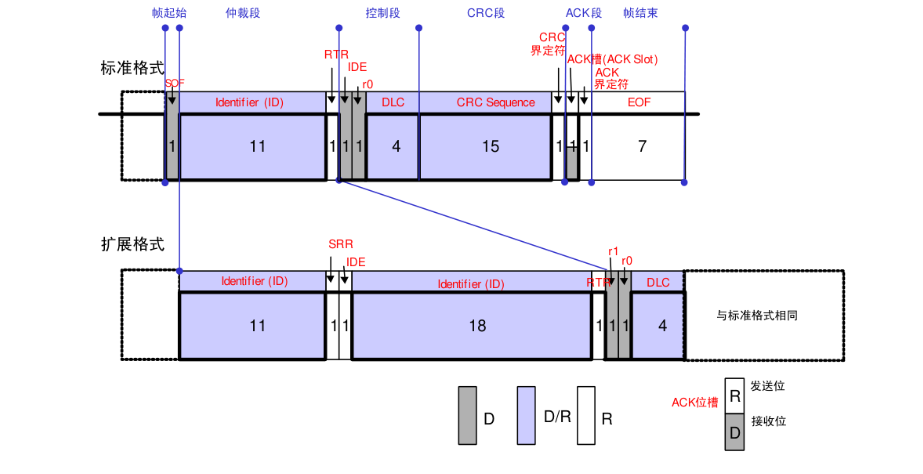 帧起始 仲裁段 控制段 CRC段 ACK段 帧结束
标准格式
SOF
RTR
IDE
r0
CRC
界定符
ACK槽(ACK Slot)
ACK
界定符
Identifier (ID) DLC CRC Sequence EOF
1 11 1 1 1 4 15 1 1 1 7
扩展格式
SRR
IDE
r1
r0
Identifier (ID) Identifier (ID) RTR DLC
11 1 1 18 1 1 1 4 与标准格式相同
D D/R R
ACK位槽
R 发送位
D 接收位